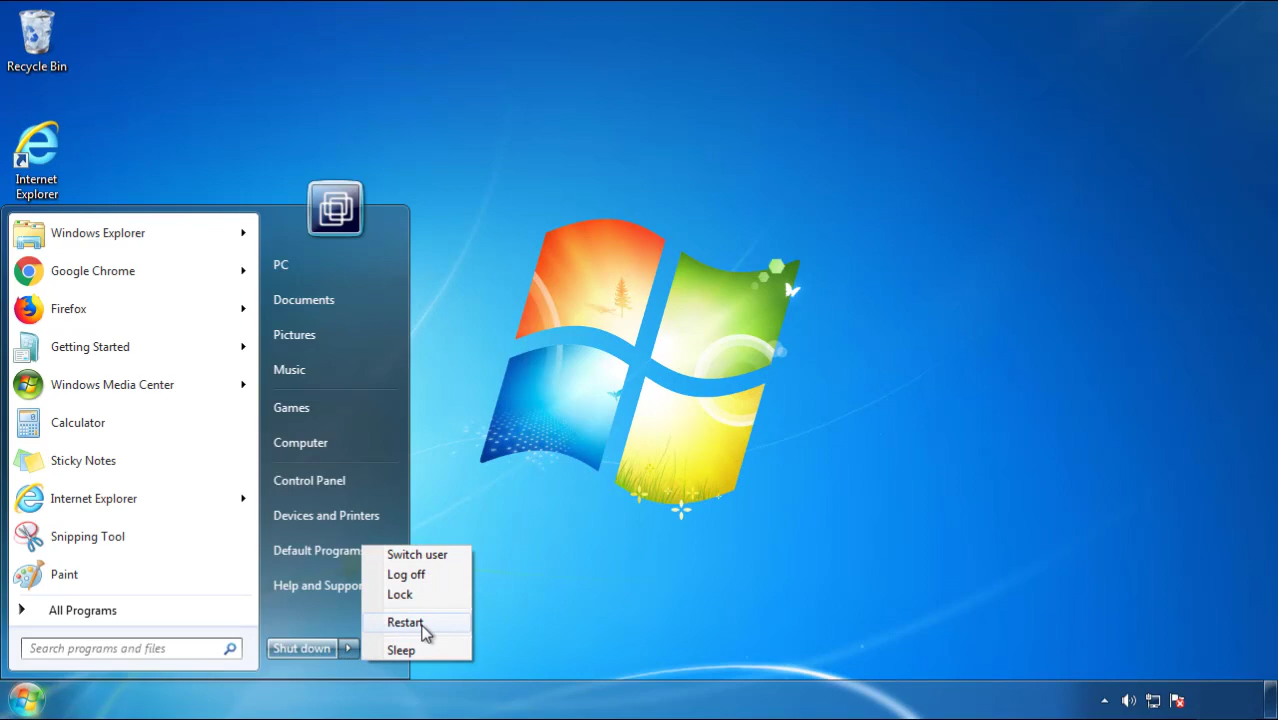 Recycle Bin
Internet
Explorer
Windows Explorer
Google Chrome
Firefox
Getting Started
Windows Media Center
Calculator
Sticky Notes
Internet Explorer
Snipping Tool
Paint
All Programs
Search programs and files
PC
Documents
Pictures
Music
Games
Computer
Control Panel
Devices and Printers
Default Program
Help and Suppor
Shut down
Switch user
Log off
Lock
Restart
Sleep